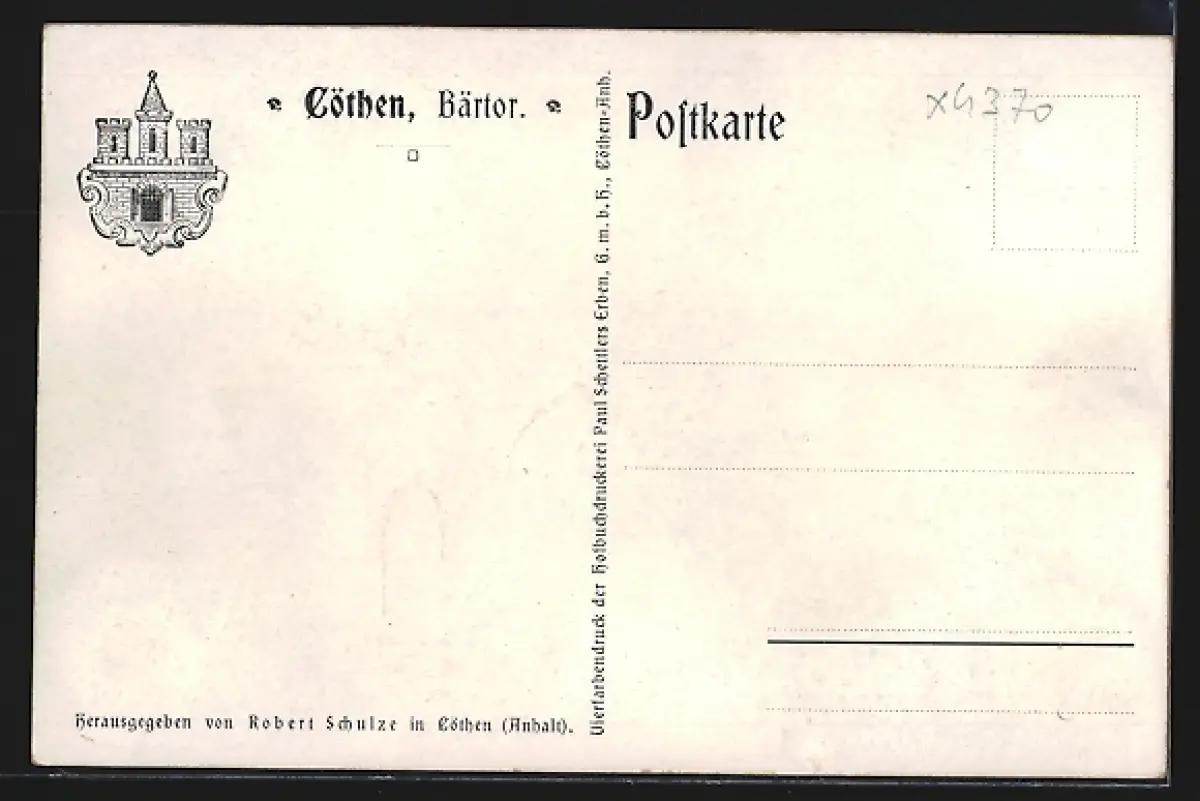 Cöthen, Bärtor.
Poſtkarte
x4370
Vierfarbendruck der Hofbuchdruckerei Paul Schettlers Erben, G. m. b. H., Cöthen-Anh.
Herausgegeben von Robert Schulze in Cöthen (Anhalt).